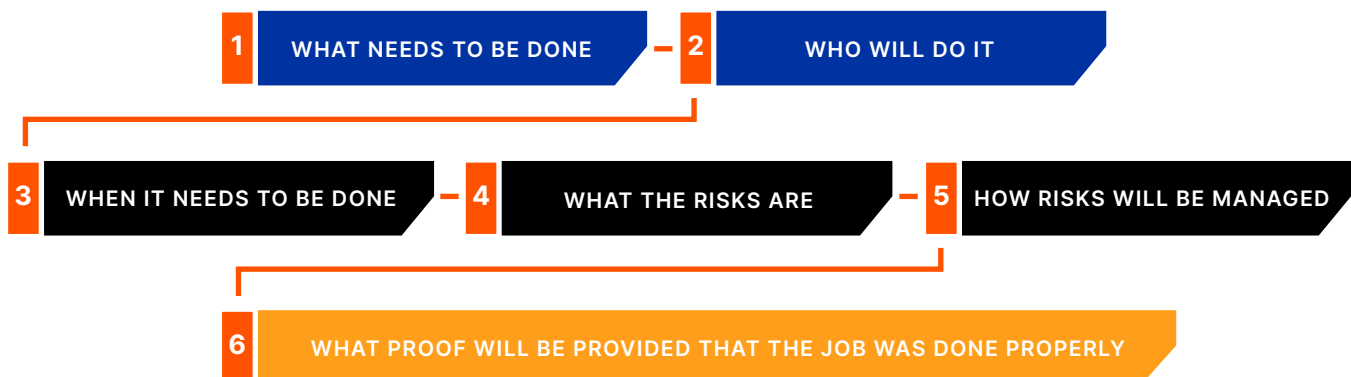 1 WHAT NEEDS TO BE DONE
2 WHO WILL DO IT
3 WHEN IT NEEDS TO BE DONE
4 WHAT THE RISKS ARE
5 HOW RISKS WILL BE MANAGED
6 WHAT PROOF WILL BE PROVIDED THAT THE JOB WAS DONE PROPERLY